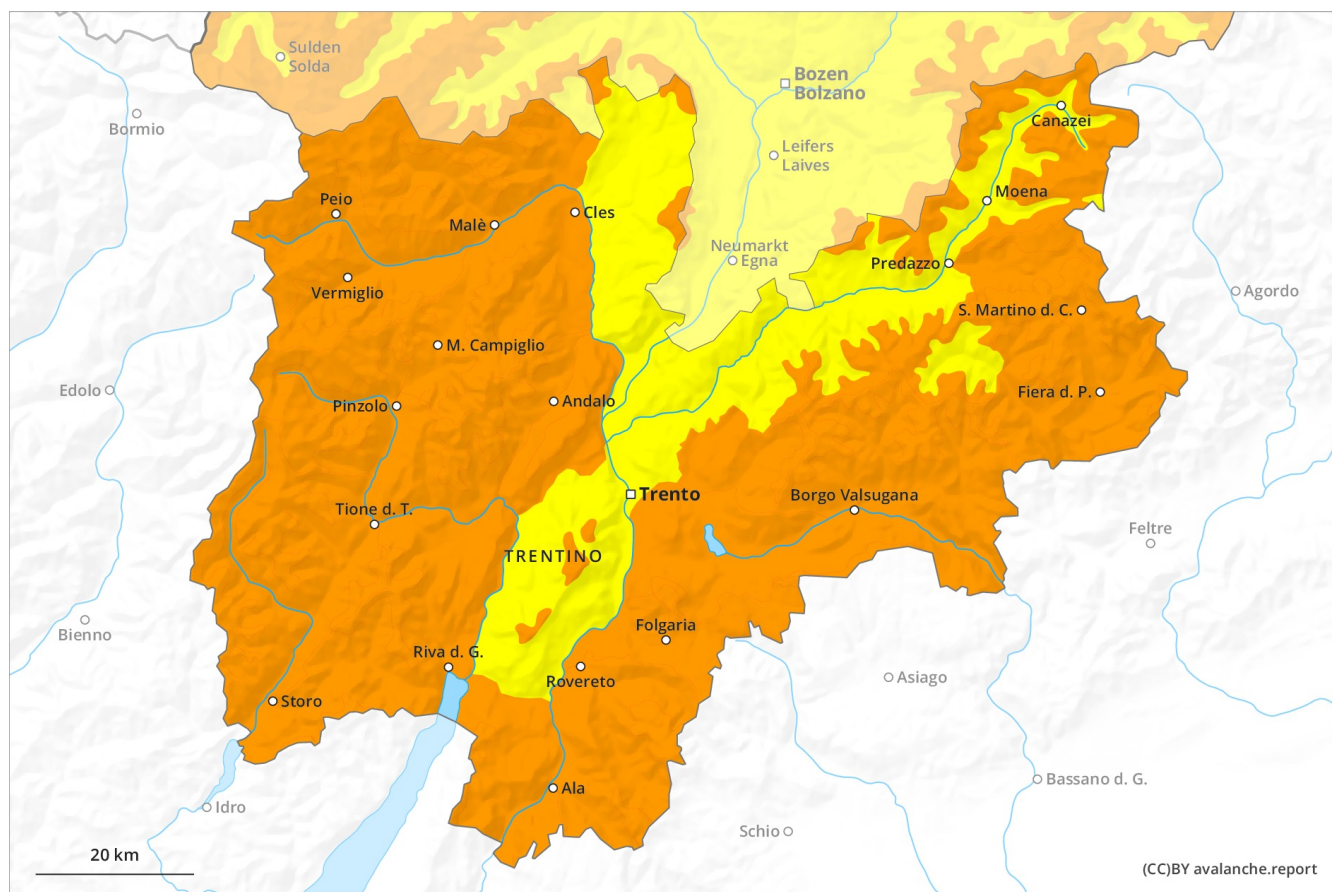 Sulden
Solda
Bozen
Bolzano
Bormio
Canazei
Leifers
Laives
Peio
Malè
Cles
Moena
Neumarkt
Egna
Predazzo
Vermiglio
Agordo
S. Martino d. C.
M. Campiglio
Edolo
Pinzolo
Andalo
Fiera d. P.
Trento
Borgo Valsugana
Tione d. T.
Feltre
TRENTINO
Bienno
Folgaria
Riva d. G.
Rovereto
Asiago
Storo
Bassano d. G.
Ala
Idro
Schio
20 km
(CC)BY avalanche.report